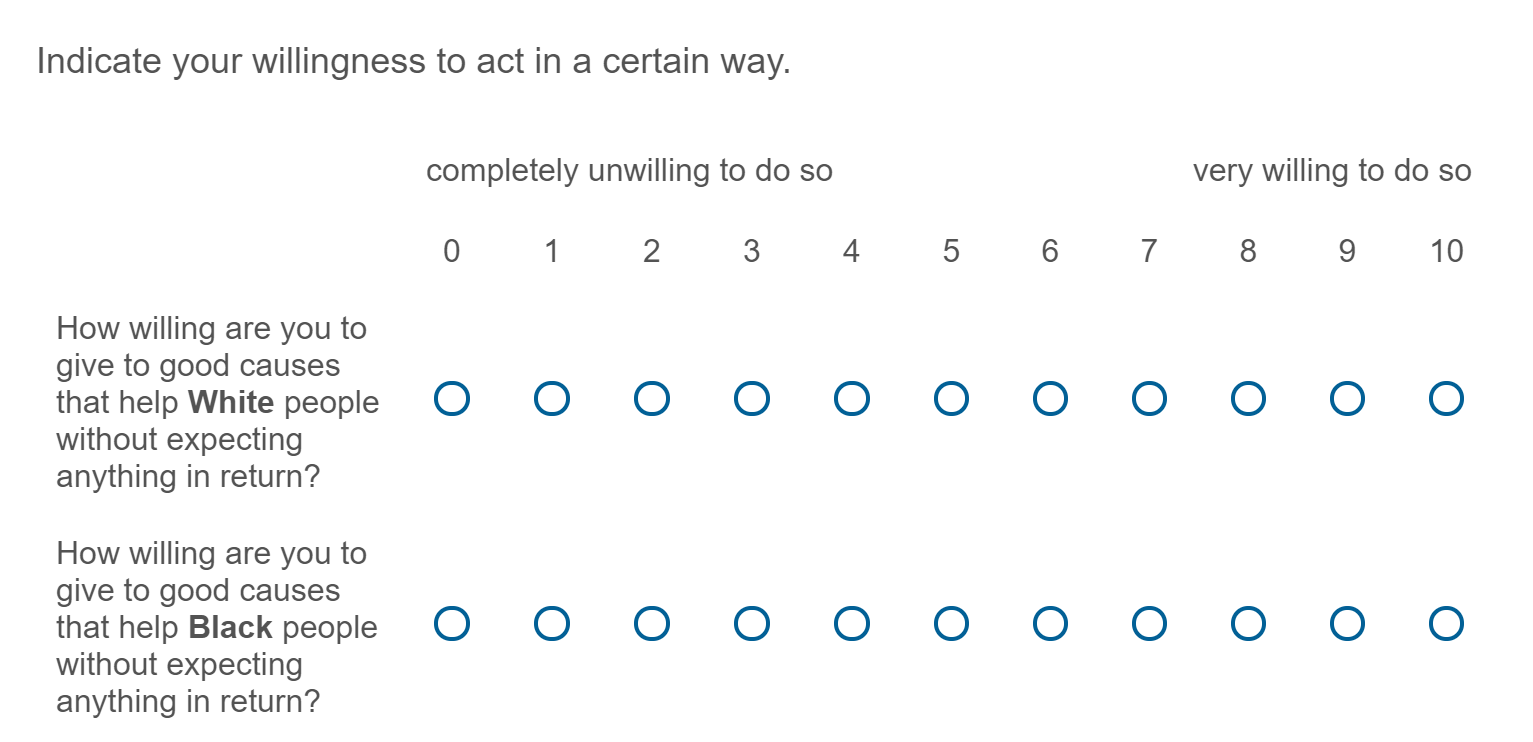 Indicate your willingness to act in a certain way.
completely unwilling to do so very willing to do so
0 1 2 3 4 5 6 7 8 9 10
How willing are you to
give to good causes
that help White people
without expecting
anything in return?
How willing are you to
give to good causes
that help Black people
without expecting
anything in return?